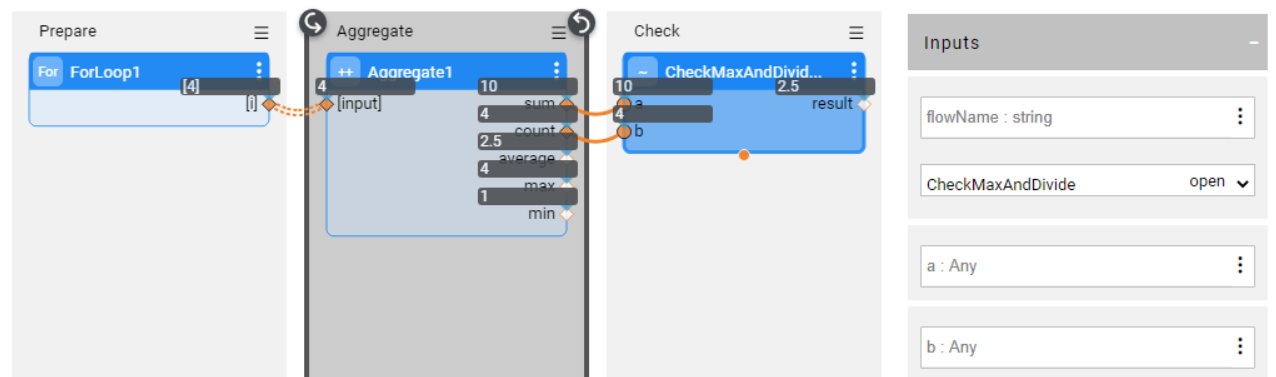 Prepare
For ForLoop1
[4]
[i]
Aggregate
++ Aggregate1
4
[input]
10
sum
4
count
2.5
average
4
max
1
min
Check
~ CheckMaxAndDivid...
10
a
4
b
2.5
result
Inputs
flowName : string
CheckMaxAndDivide open
a : Any
b : Any